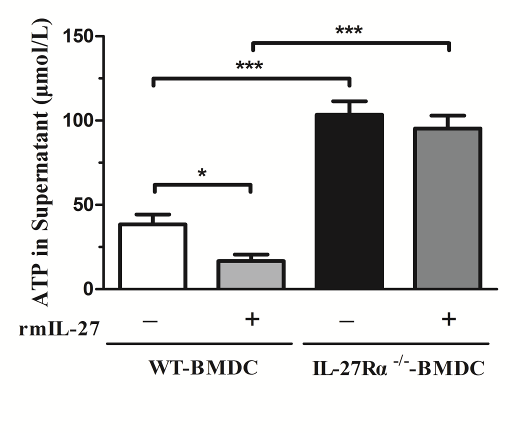 ATP in Supernatant (μmol/L)
150
100
50
0
***
***
*
rmIL-27 – + – +
WT-BMDC IL-27Rα -/--BMDC